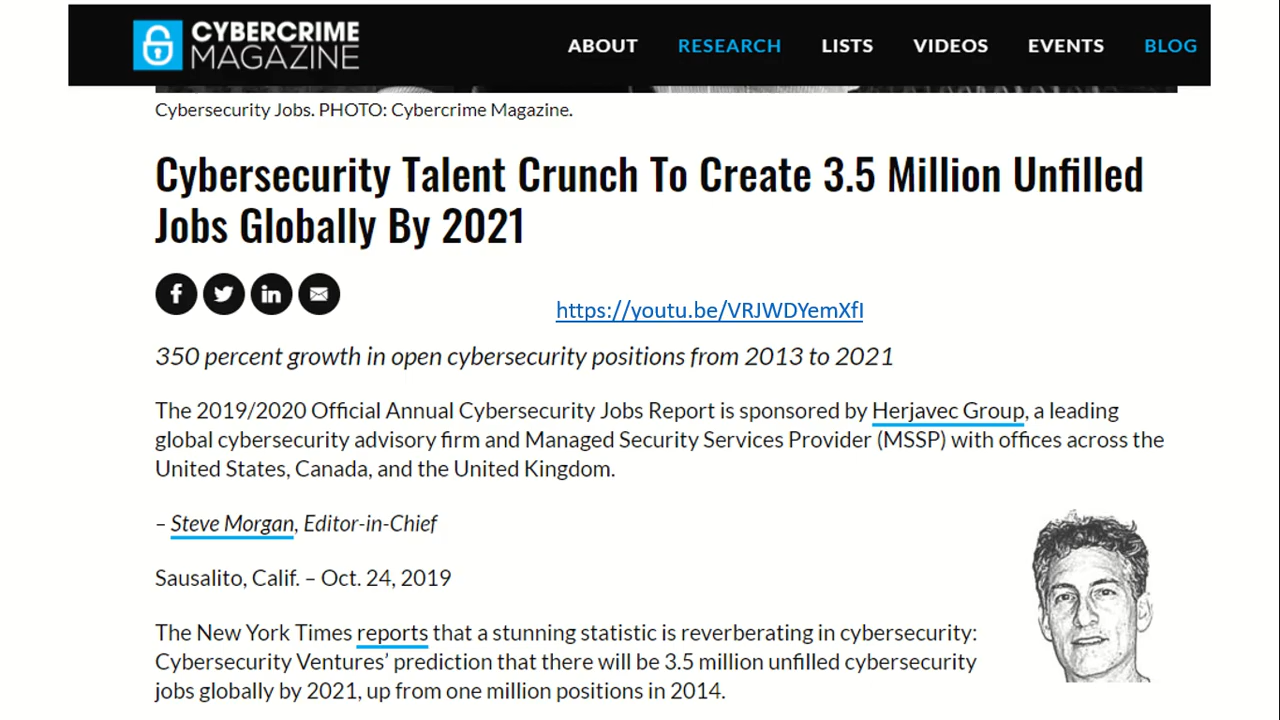 CYBERCRIME
MAGAZINE
ABOUT RESEARCH LISTS VIDEOS EVENTS BLOG
Cybersecurity Jobs. PHOTO: Cybercrime Magazine.
Cybersecurity Talent Crunch To Create 3.5 Million Unfilled
Jobs Globally By 2021
https://youtu.be/VRJWDYemXfI
350 percent growth in open cybersecurity positions from 2013 to 2021
The 2019/2020 Official Annual Cybersecurity Jobs Report is sponsored by Herjavec Group, a leading
global cybersecurity advisory firm and Managed Security Services Provider (MSSP) with offices across the
United States, Canada, and the United Kingdom.
– Steve Morgan, Editor-in-Chief
Sausalito, Calif. – Oct. 24, 2019
The New York Times reports that a stunning statistic is reverberating in cybersecurity:
Cybersecurity Ventures’ prediction that there will be 3.5 million unfilled cybersecurity
jobs globally by 2021, up from one million positions in 2014.